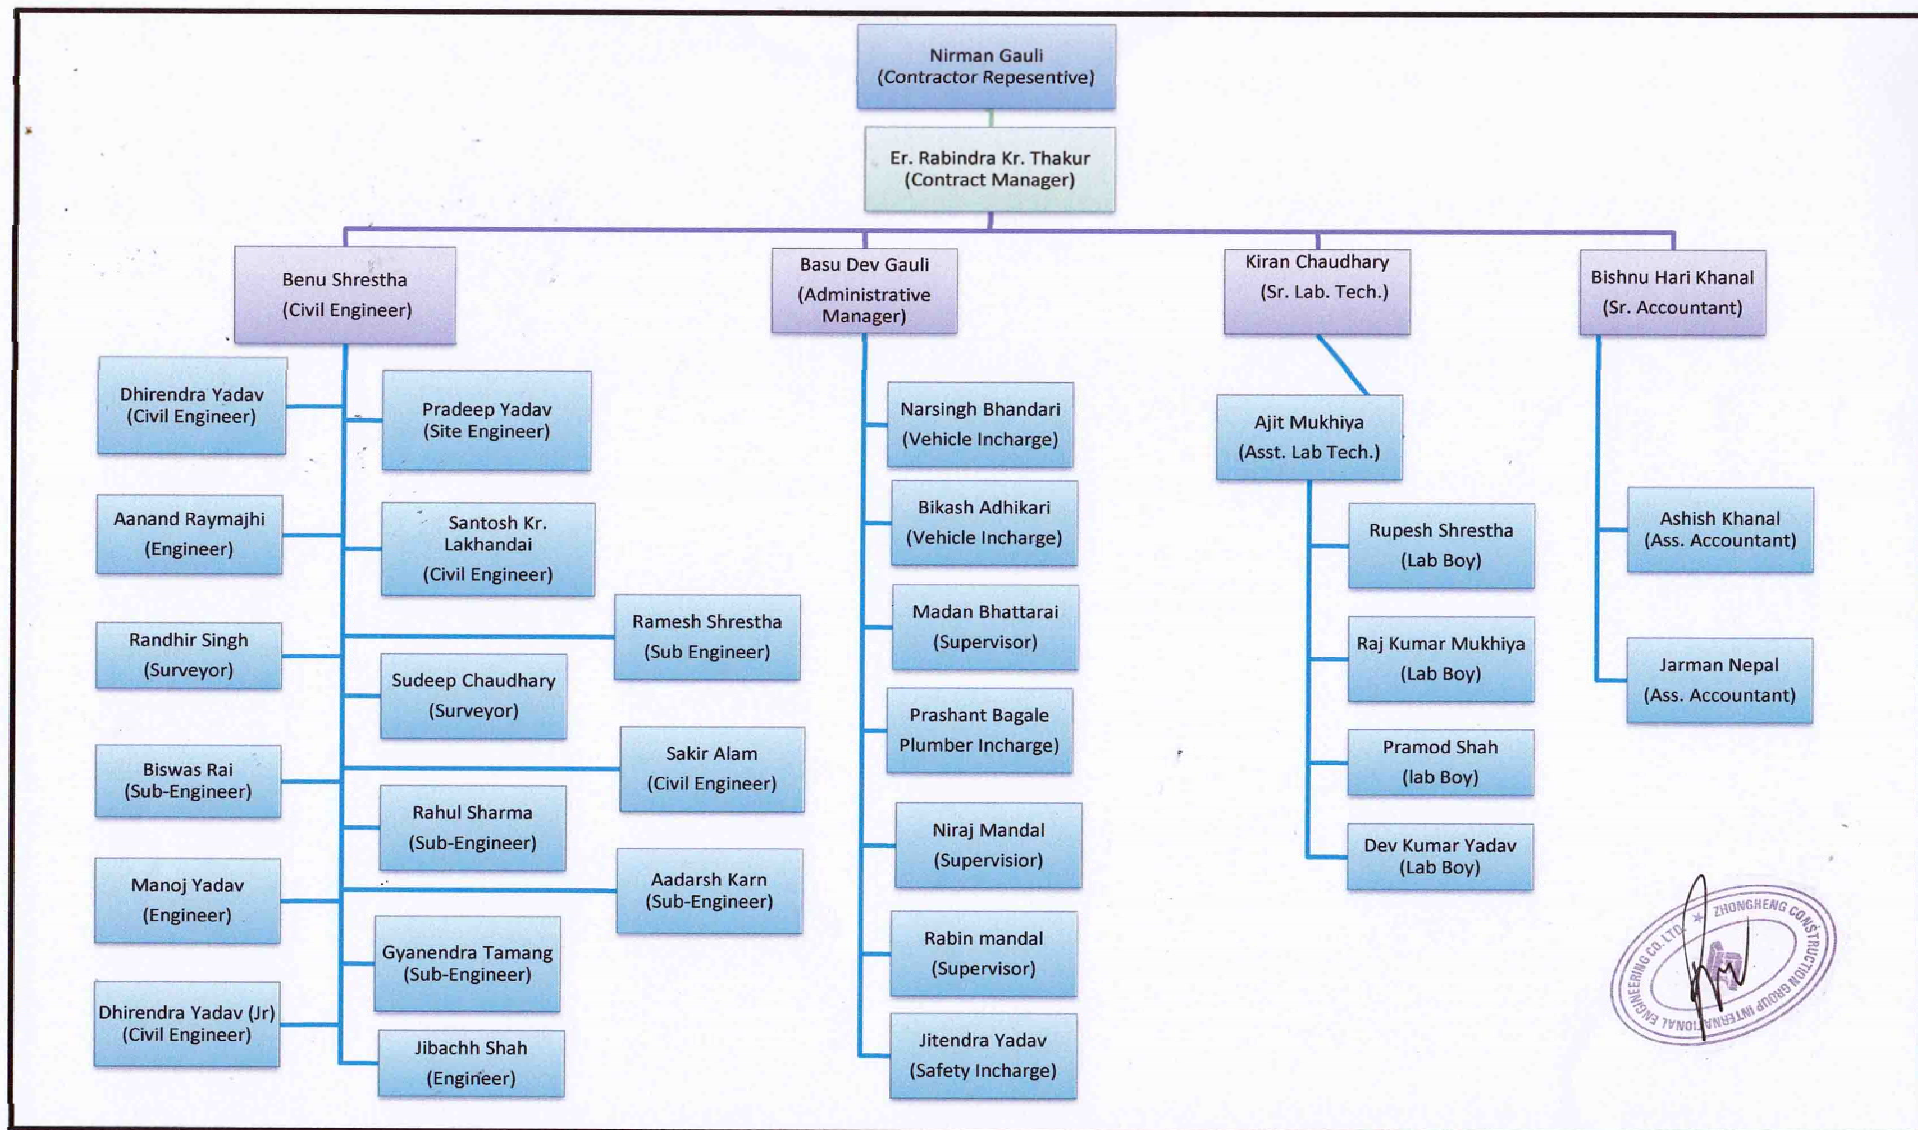 Nirman Gauli
(Contractor Repesentive)
Er. Rabindra Kr. Thakur
(Contract Manager)
Benu Shrestha
(Civil Engineer)
Basu Dev Gauli
(Administrative
Manager)
Kiran Chaudhary
(Sr. Lab. Tech.)
Bishnu Hari Khanal
(Sr. Accountant)
Dhirendra Yadav
(Civil Engineer)
Aanand Raymajhi
(Engineer)
Randhir Singh
(Surveyor)
Biswas Rai
(Sub-Engineer)
Manoj Yadav
(Engineer)
Dhirendra Yadav (Jr)
(Civil Engineer)
Pradeep Yadav
(Site Engineer)
Santosh Kr.
Lakhandai
(Civil Engineer)
Sudeep Chaudhary
(Surveyor)
Rahul Sharma
(Sub-Engineer)
Gyanendra Tamang
(Sub-Engineer)
Jibachh Shah
(Engineer)
Ramesh Shrestha
(Sub Engineer)
Sakir Alam
(Civil Engineer)
Aadarsh Karn
(Sub-Engineer)
Narsingh Bhandari
(Vehicle Incharge)
Bikash Adhikari
(Vehicle Incharge)
Madan Bhattarai
(Supervisor)
Prashant Bagale
Plumber Incharge)
Niraj Mandal
(Supervisior)
Rabin mandal
(Supervisor)
Jitendra Yadav
(Safety Incharge)
Ajit Mukhiya
(Asst. Lab Tech.)
Rupesh Shrestha
(Lab Boy)
Raj Kumar Mukhiya
(Lab Boy)
Pramod Shah
(lab Boy)
Dev Kumar Yadav
(Lab Boy)
Ashish Khanal
(Ass. Accountant)
Jarman Nepal
(Ass. Accountant)
ZHONGHENG CONSTRUCTION GROUP INTERNATIONAL ENGINEERING CO. LTD.